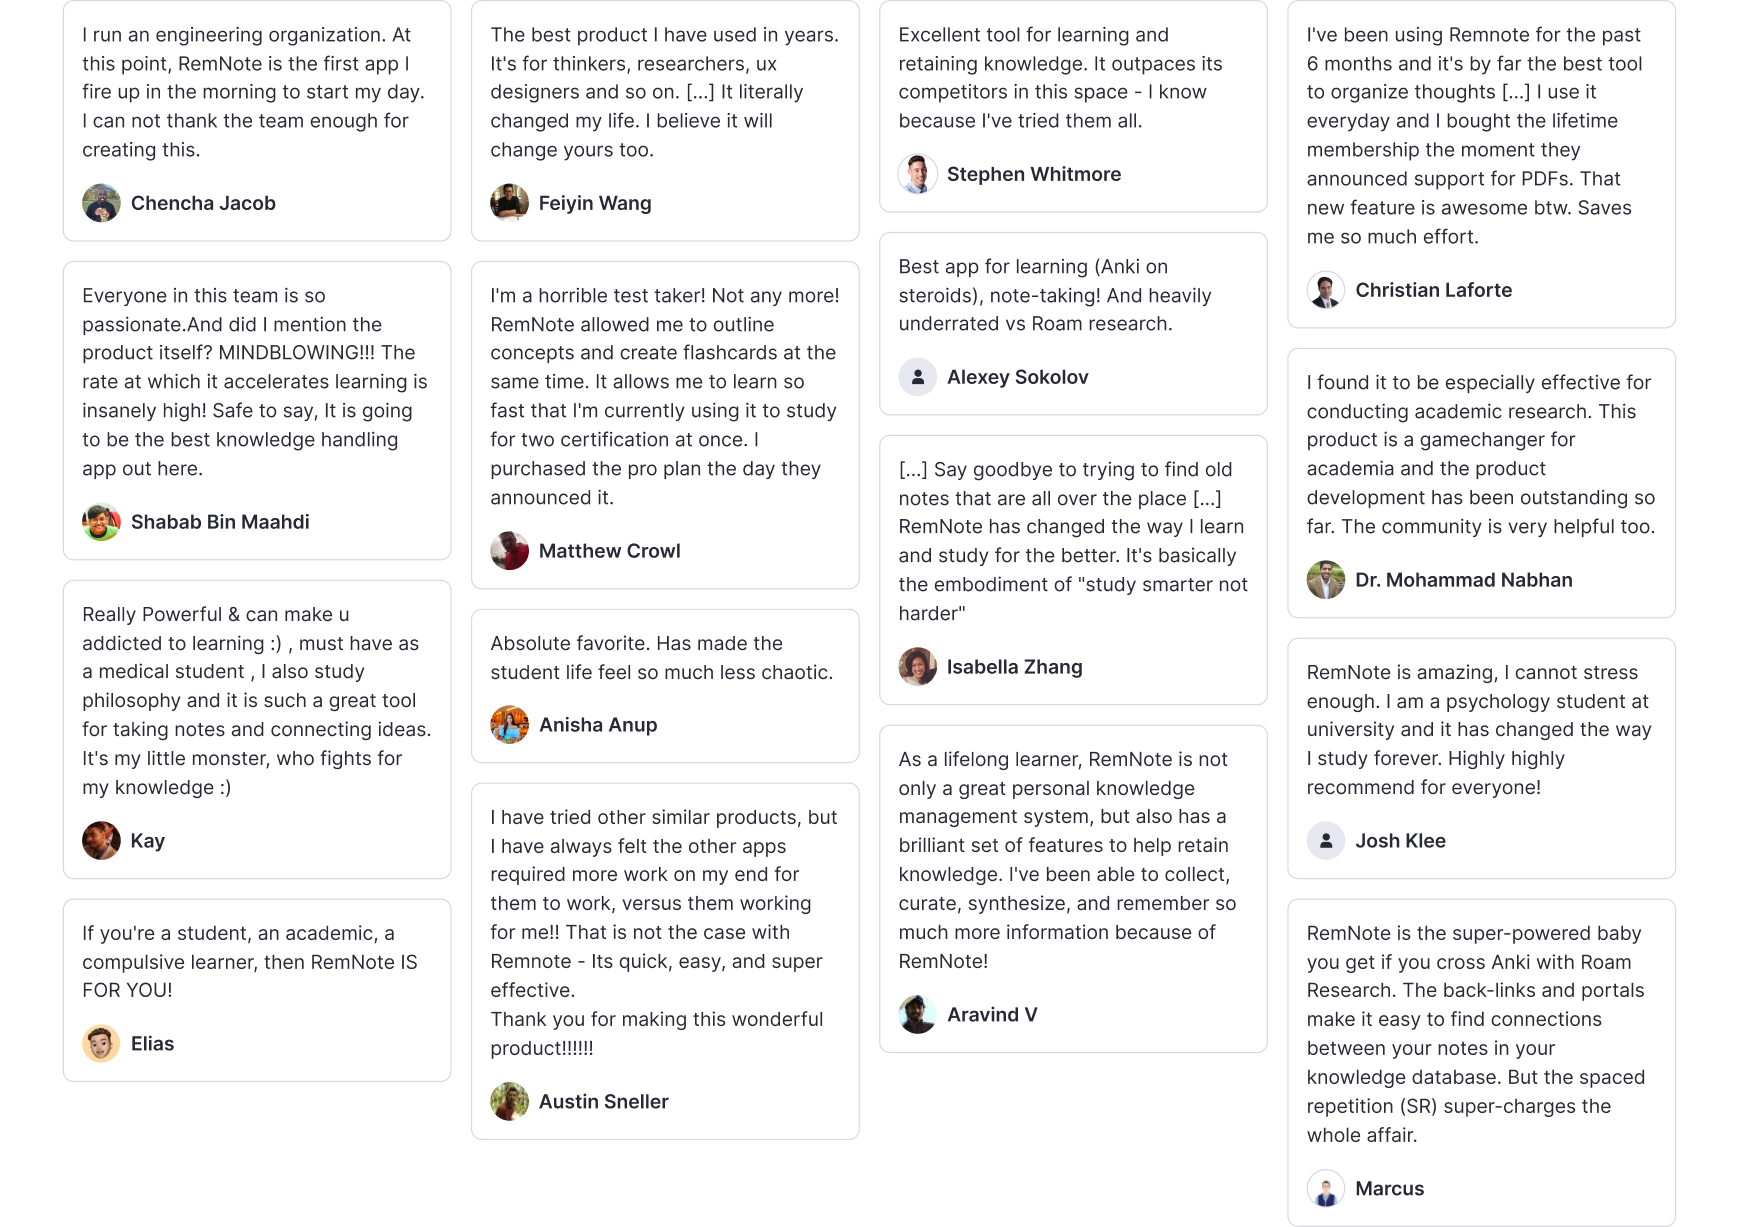 I run an engineering organization. At
this point, RemNote is the first app I
fire up in the morning to start my day.
I can not thank the team enough for
creating this.
Chencha Jacob
Everyone in this team is so
passionate.And did I mention the
product itself? MINDBLOWING!!! The
rate at which it accelerates learning is
insanely high! Safe to say, It is going
to be the best knowledge handling
app out here.
Shabab Bin Maahdi
Really Powerful & can make u
addicted to learning :) , must have as
a medical student , I also study
philosophy and it is such a great tool
for taking notes and connecting ideas.
It's my little monster, who fights for
my knowledge :)
Kay
If you're a student, an academic, a
compulsive learner, then RemNote IS
FOR YOU!
Elias
The best product I have used in years.
It's for thinkers, researchers, ux
designers and so on. [...] It literally
changed my life. I believe it will
change yours too.
Feiyin Wang
I'm a horrible test taker! Not any more!
RemNote allowed me to outline
concepts and create flashcards at the
same time. It allows me to learn so
fast that I'm currently using it to study
for two certification at once. I
purchased the pro plan the day they
announced it.
Matthew Crowl
Absolute favorite. Has made the
student life feel so much less chaotic.
Anisha Anup
I have tried other similar products, but
I have always felt the other apps
required more work on my end for
them to work, versus them working
for me!! That is not the case with
Remnote - Its quick, easy, and super
effective.
Thank you for making this wonderful
product!!!!!!
Austin Sneller
Excellent tool for learning and
retaining knowledge. It outpaces its
competitors in this space - I know
because I've tried them all.
Stephen Whitmore
Best app for learning (Anki on
steroids), note-taking! And heavily
underrated vs Roam research.
Alexey Sokolov
[...] Say goodbye to trying to find old
notes that are all over the place [...]
RemNote has changed the way I learn
and study for the better. It's basically
the embodiment of "study smarter not
harder"
Isabella Zhang
As a lifelong learner, RemNote is not
only a great personal knowledge
management system, but also has a
brilliant set of features to help retain
knowledge. I've been able to collect,
curate, synthesize, and remember so
much more information because of
RemNote!
Aravind V
I've been using Remnote for the past
6 months and it's by far the best tool
to organize thoughts [...] I use it
everyday and I bought the lifetime
membership the moment they
announced support for PDFs. That
new feature is awesome btw. Saves
me so much effort.
Christian Laforte
I found it to be especially effective for
conducting academic research. This
product is a gamechanger for
academia and the product
development has been outstanding so
far. The community is very helpful too.
Dr. Mohammad Nabhan
RemNote is amazing, I cannot stress
enough. I am a psychology student at
university and it has changed the way
I study forever. Highly highly
recommend for everyone!
Josh Klee
RemNote is the super-powered baby
you get if you cross Anki with Roam
Research. The back-links and portals
make it easy to find connections
between your notes in your
knowledge database. But the spaced
repetition (SR) super-charges the
whole affair.
Marcus